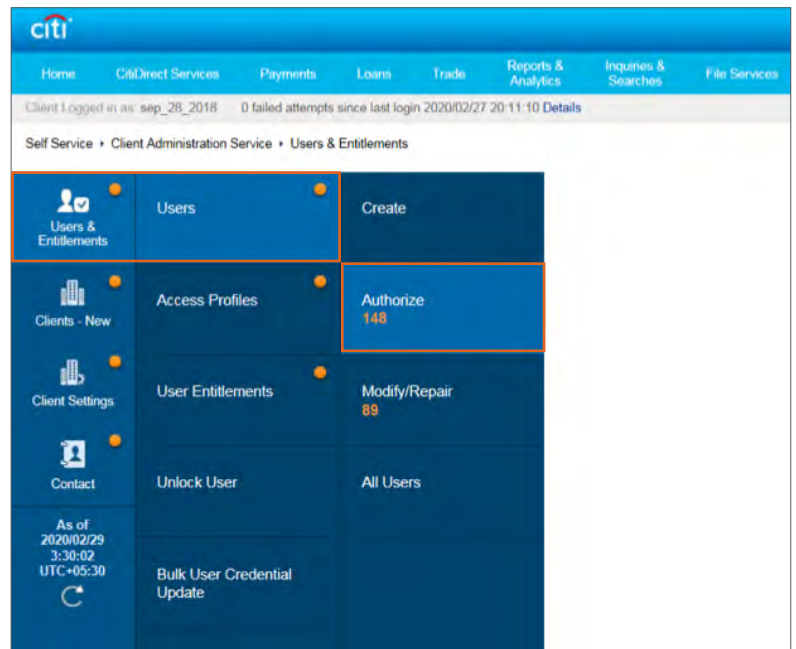 citi
Home CitiDirect Services Payments Loans Trade Reports & Analytics Inquiries & Searches File Services
Client Logged in as: sep_28_2018 0 failed attempts since last login 2020/02/27 20:11:10 Details
Self Service ▸ Client Administration Service ▸ Users & Entitlements
Users &
Entitlements
Users
Create
Clients - New
Access Profiles
Authorize
148
Client Settings
User Entitlements
Modify/Repair
89
Contact
Unlock User
All Users
As of
2020/02/29
3:30:02
UTC+05:30
Bulk User Credential
Update